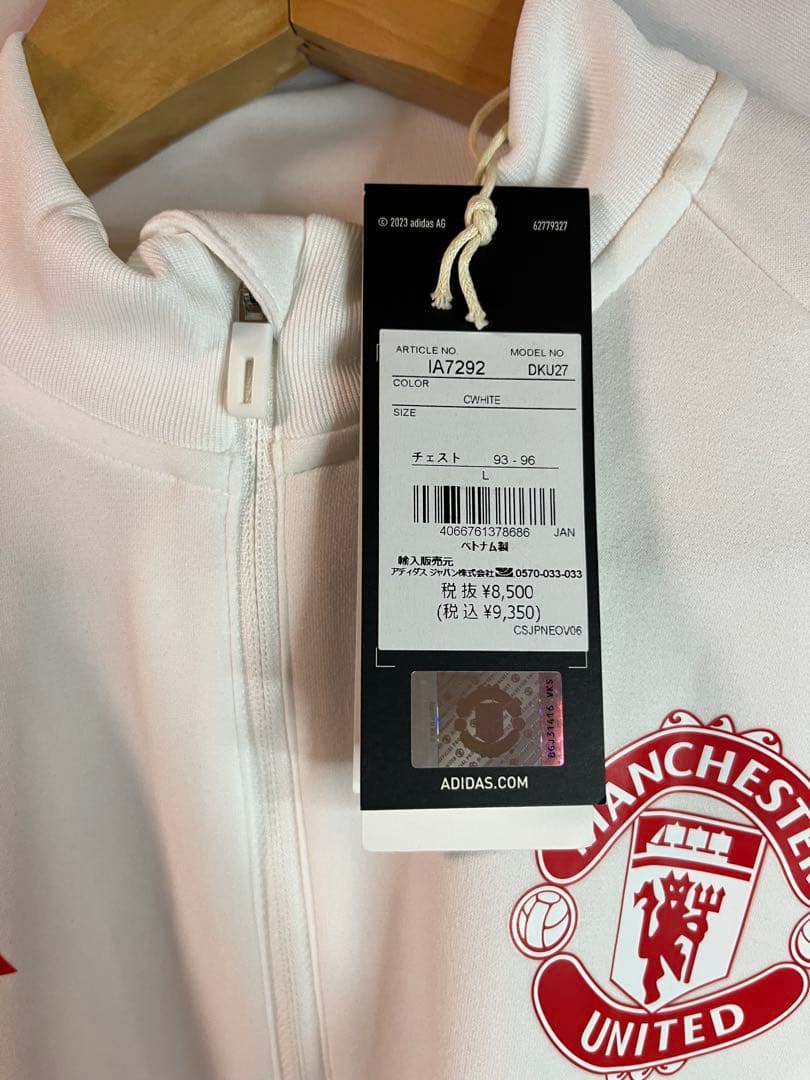 © 2023 adidas AG 62779327
ARTICLE NO. MODEL NO
IA7292 DKU27
COLOR
CWHITE
SIZE
チェスト 93 - 96
L
4066761378686 JAN
ベトナム製
輸入販売元
アディダス ジャパン株式会社 0570-033-033
税 抜 ¥8,500
(税 込 ¥9,350)
CSJPNEOV06
BGJ31416 VKS
ADIDAS.COM
MANCHESTER
UNITED